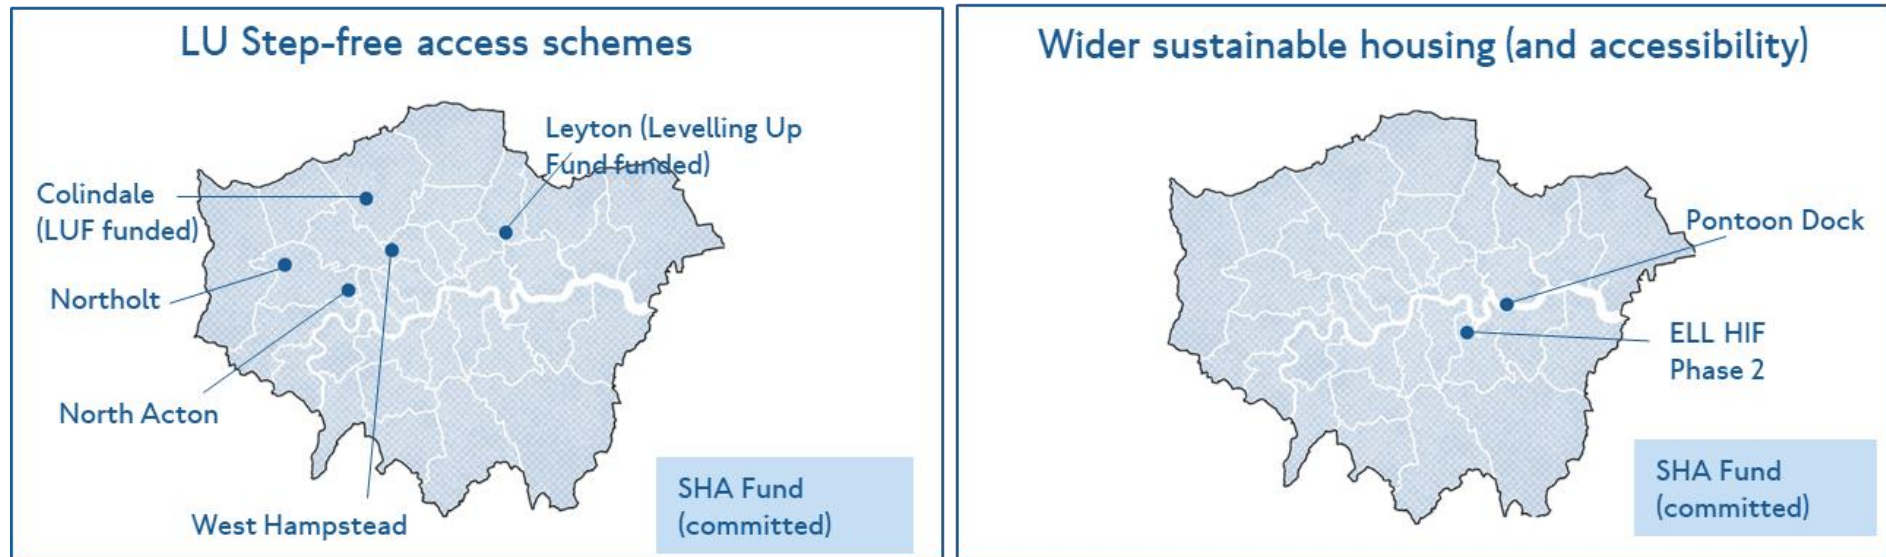 LU Step-free access schemes
Leyton (Levelling Up
Fund funded)
Colindale
(LUF funded)
Northolt
North Acton
West Hampstead
SHA Fund
(committed)
Wider sustainable housing (and accessibility)
Pontoon Dock
ELL HIF
Phase 2
SHA Fund
(committed)